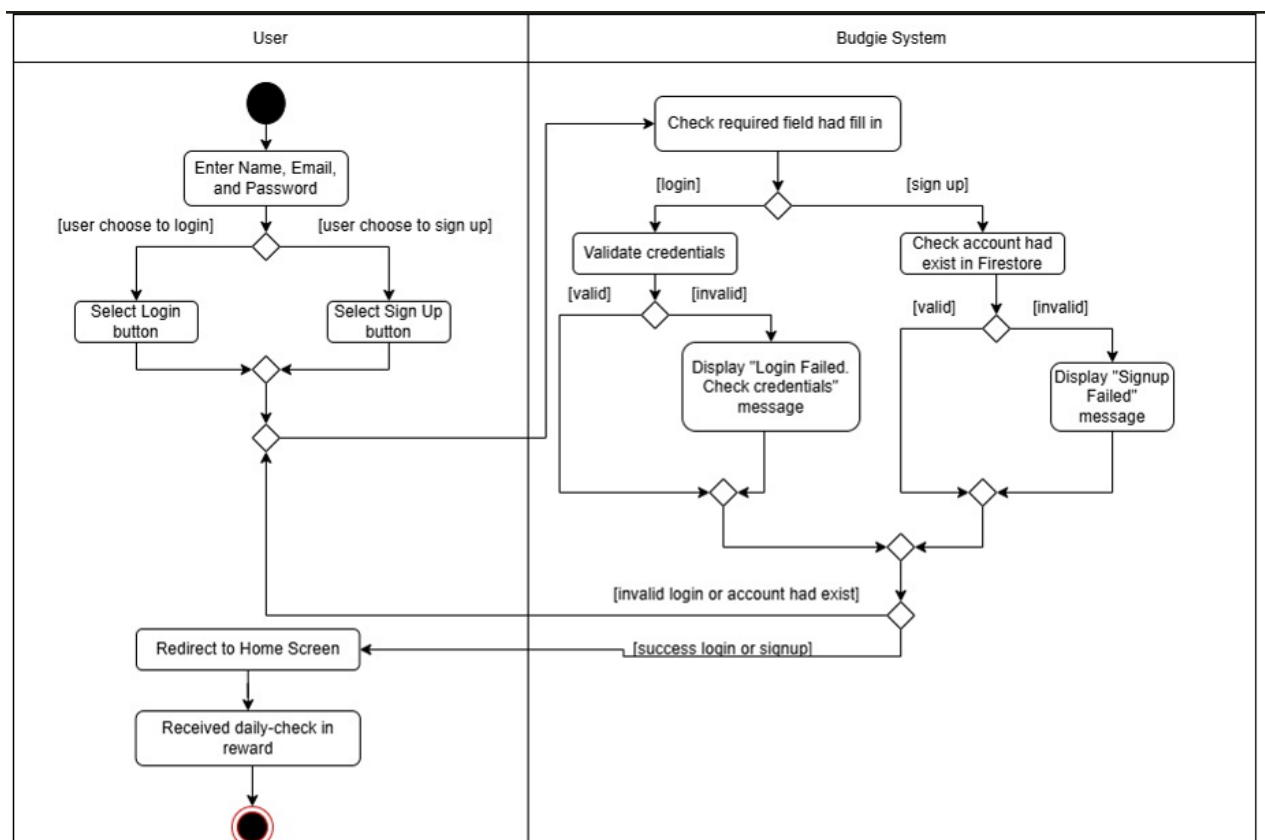 User
Budgie System
Enter Name, Email,
and Password
[user choose to login]
[user choose to sign up]
Select Login
button
Select Sign Up
button
Check required field had fill in
[login]
[sign up]
Validate credentials
Check account had
exist in Firestore
[valid]
[invalid]
[valid]
[invalid]
Display "Login Failed.
Check credentials"
message
Display "Signup
Failed"
message
[invalid login or account had exist]
[success login or signup]
Redirect to Home Screen
Received daily-check in
reward